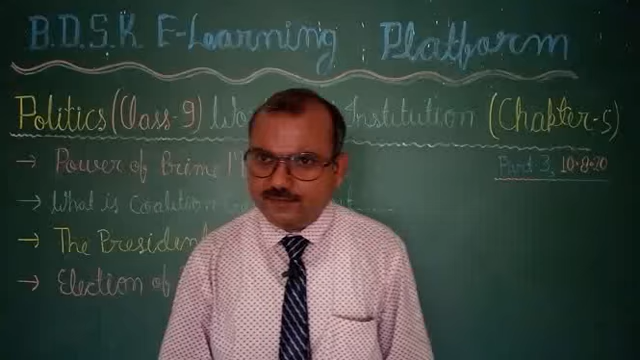 B.D.S.K E-Learning Platform
Politics (Class-9) Wor Institution (Chapter-5)
Part 3, 10-8-20
→ Power of Prime
→ What is Coalition
→ The President
→ Election of